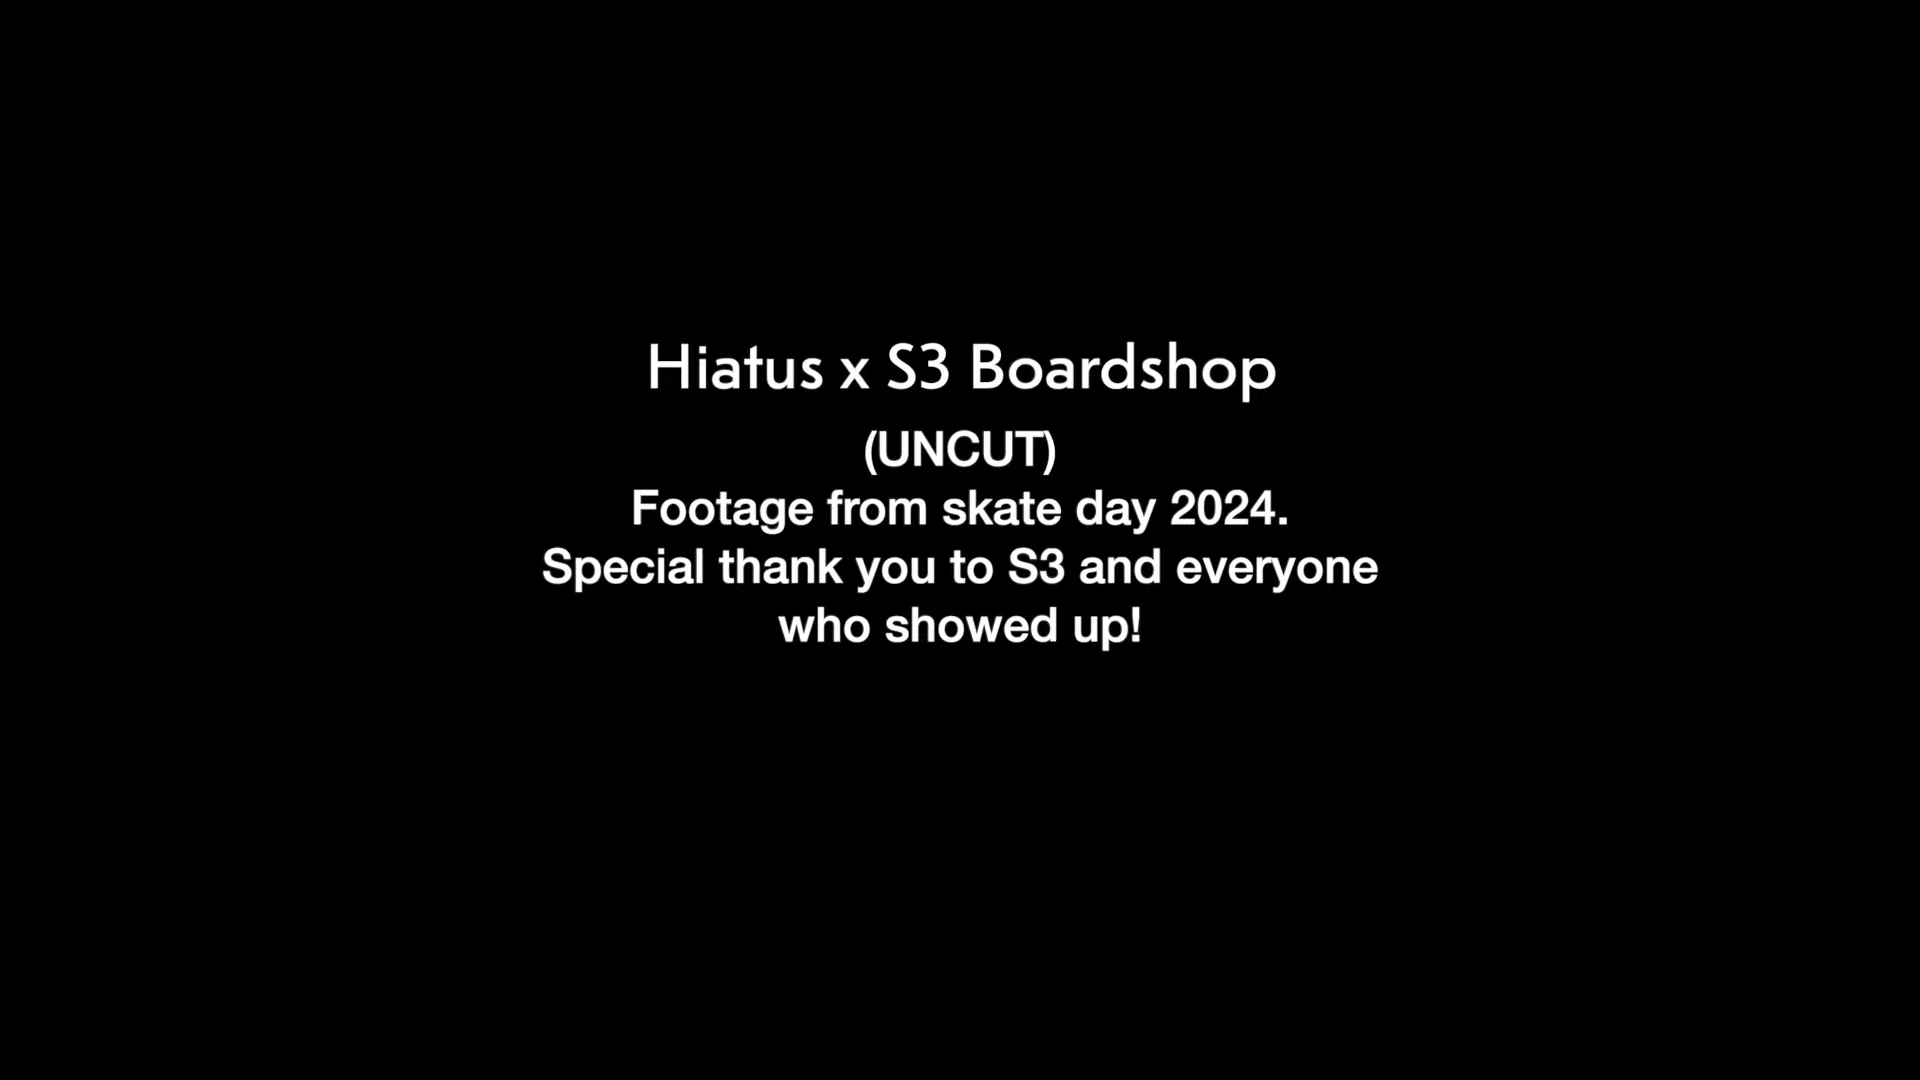 Hiatus x S3 Boardshop
(UNCUT)
Footage from skate day 2024.
Special thank you to S3 and everyone
who showed up!